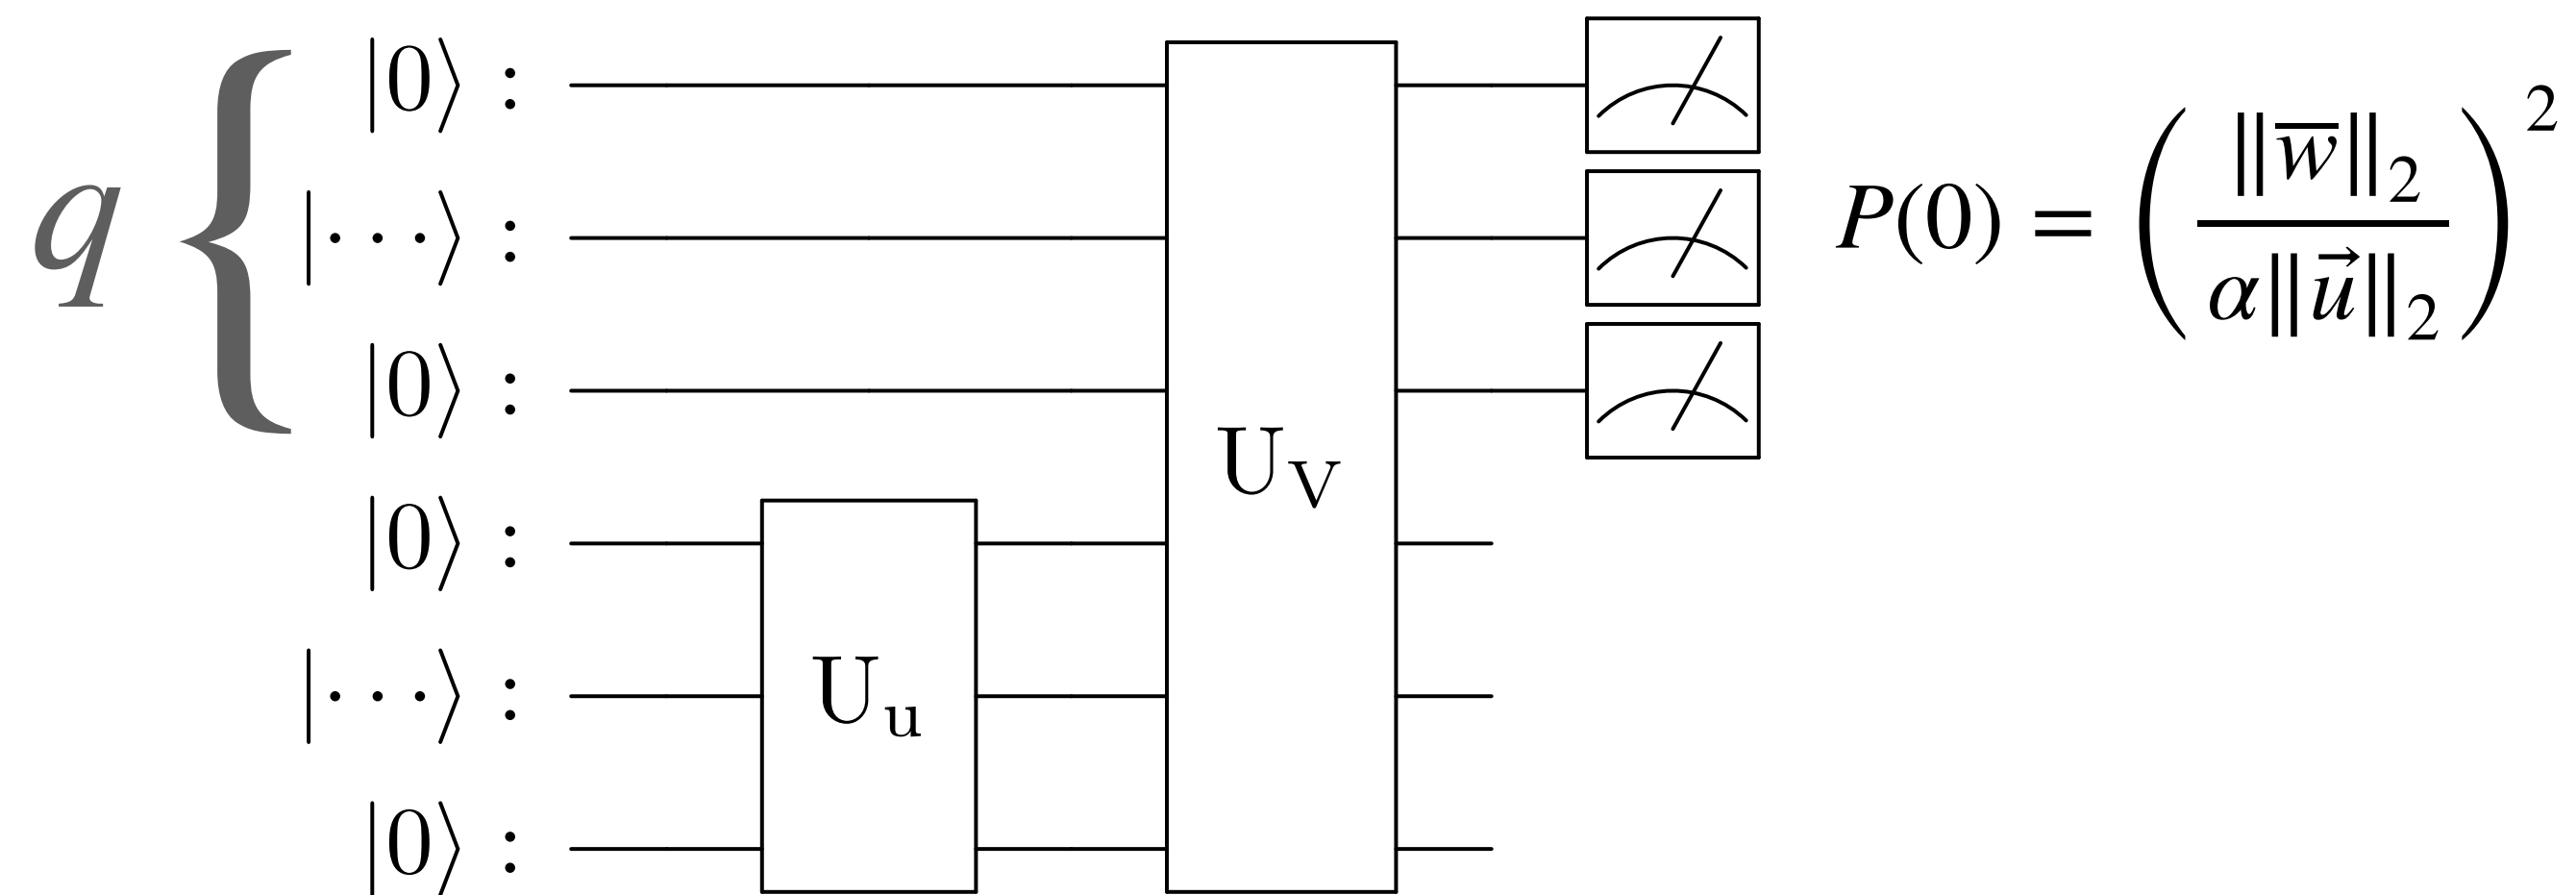 q { |0⟩ :
|···⟩ :
|0⟩ :
|0⟩ :
|···⟩ :
|0⟩ :
U_u
U_V
P(0) = (‖w̅‖₂ / α‖u⃗‖₂)²